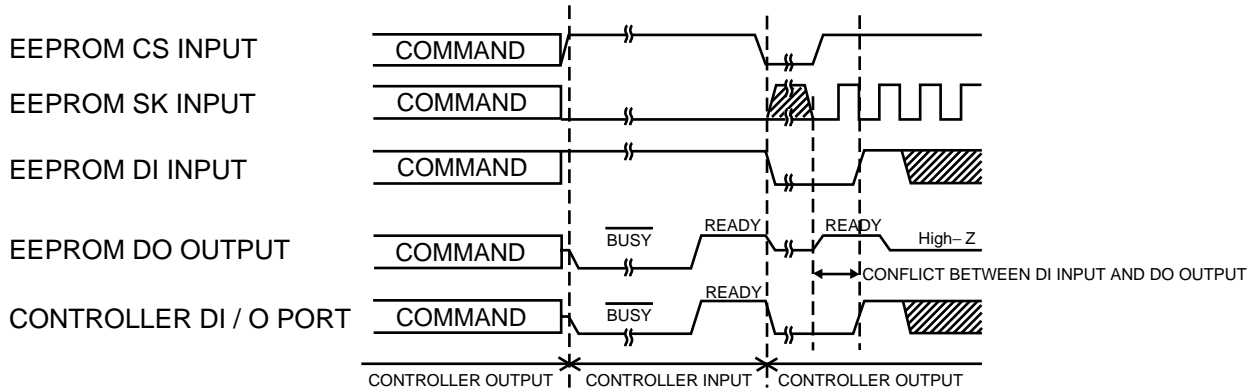 EEPROM CS INPUT COMMAND
EEPROM SK INPUT COMMAND
EEPROM DI INPUT COMMAND
EEPROM DO OUTPUT COMMAND BUSY READY READY High– Z
CONFLICT BETWEEN DI INPUT AND DO OUTPUT
CONTROLLER DI / O PORT COMMAND BUSY READY
CONTROLLER OUTPUT CONTROLLER INPUT CONTROLLER OUTPUT